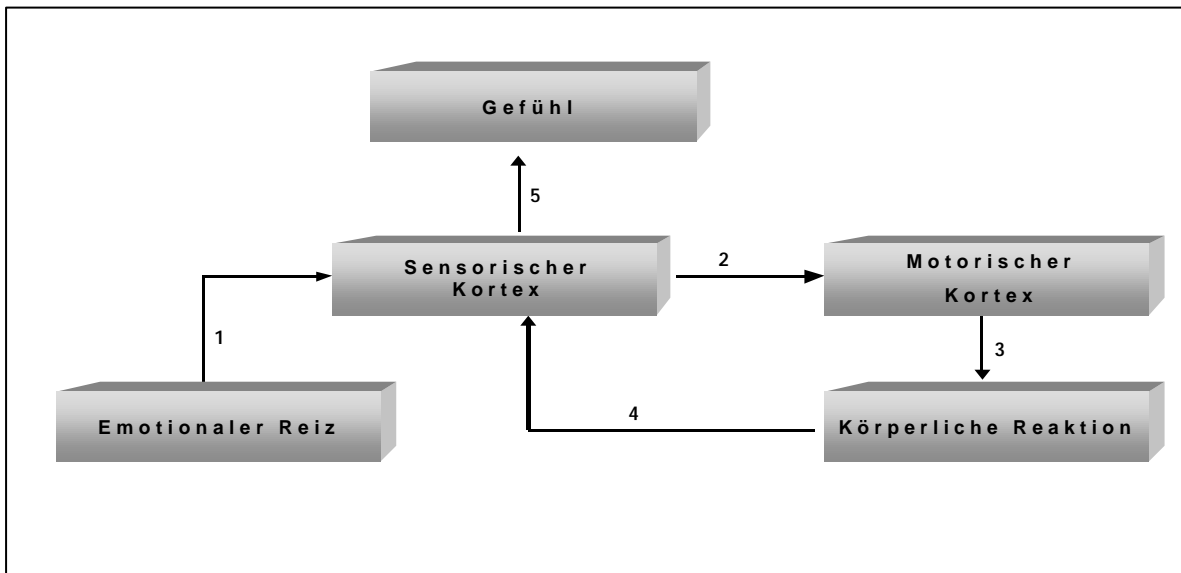 Gefühl
5
Sensorischer
Kortex
2
Motorischer
Kortex
1
3
Emotionaler Reiz
4
Körperliche Reaktion